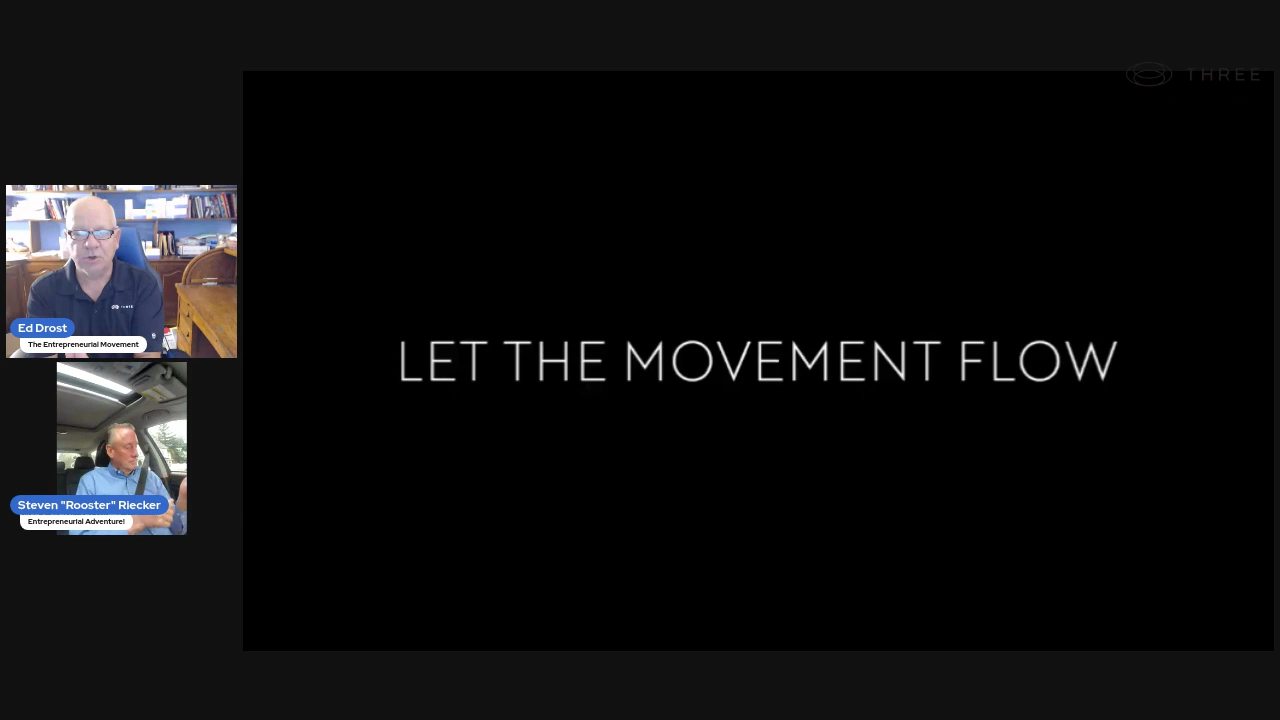 THREE
Ed Drost
The Entrepreneurial Movement
LET THE MOVEMENT FLOW
Steven "Rooster" Riecker
Entrepreneurial Adventure!